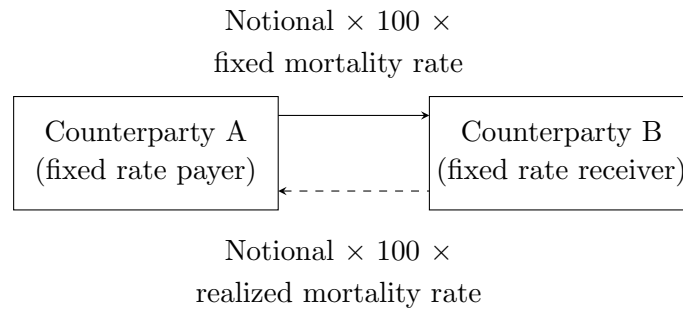 Notional × 100 ×
fixed mortality rate
Counterparty A
(fixed rate payer)
Counterparty B
(fixed rate receiver)
Notional × 100 ×
realized mortality rate